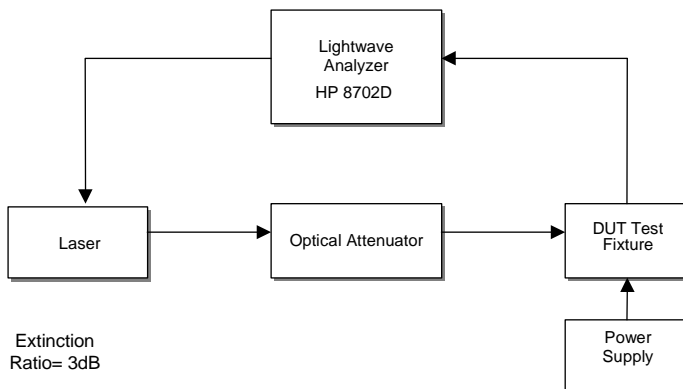 Lightwave
Analyzer
HP 8702D
Laser
Optical Attenuator
DUT Test
Fixture
Extinction
Ratio= 3dB
Power
Supply